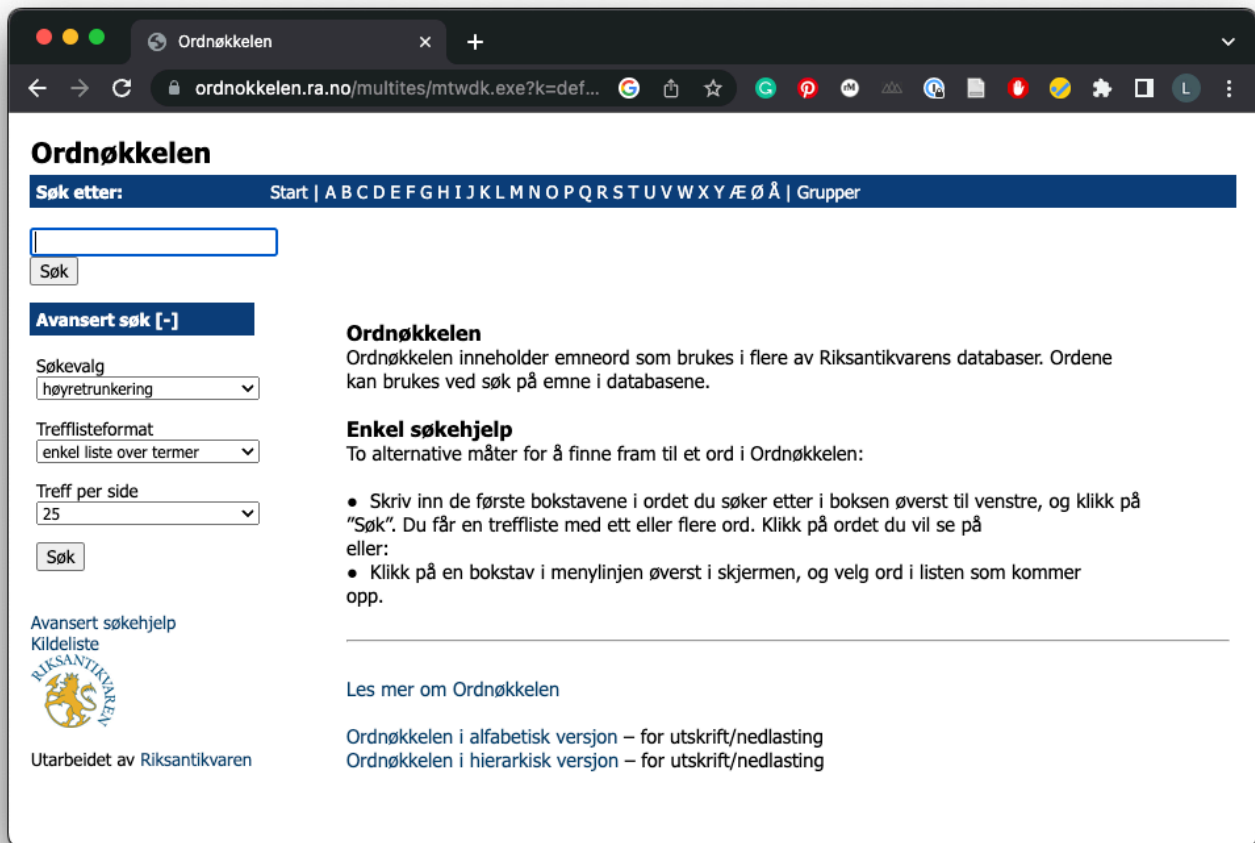 Ordnøkkelen
ordnokkelen.ra.no/multites/mtwdk.exe?k=def...
Ordnøkkelen
Søk etter: Start | A B C D E F G H I J K L M N O P Q R S T U V W X Y Æ Ø Å | Grupper
Søk
Avansert søk [-]
Søkevalg
høyretrunkering
Trefflisteformat
enkel liste over termer
Treff per side
25
Søk
Avansert søkehjelp
Kildeliste
RIKSANTIKVAREN
Utarbeidet av Riksantikvaren
Ordnøkkelen
Ordnøkkelen inneholder emneord som brukes i flere av Riksantikvarens databaser. Ordene
kan brukes ved søk på emne i databasene.
Enkel søkehjelp
To alternative måter for å finne fram til et ord i Ordnøkkelen:
● Skriv inn de første bokstavene i ordet du søker etter i boksen øverst til venstre, og klikk på
”Søk”. Du får en treffliste med ett eller flere ord. Klikk på ordet du vil se på
eller:
● Klikk på en bokstav i menylinjen øverst i skjermen, og velg ord i listen som kommer
opp.
Les mer om Ordnøkkelen
Ordnøkkelen i alfabetisk versjon – for utskrift/nedlasting
Ordnøkkelen i hierarkisk versjon – for utskrift/nedlasting